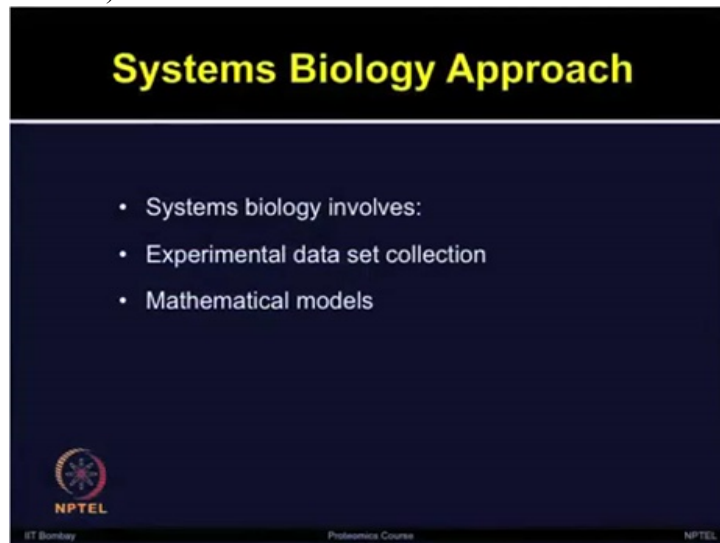 Systems Biology Approach
• Systems biology involves:
• Experimental data set collection
• Mathematical models
NPTEL
IIT Bombay
Proteomics Course
NPTEL